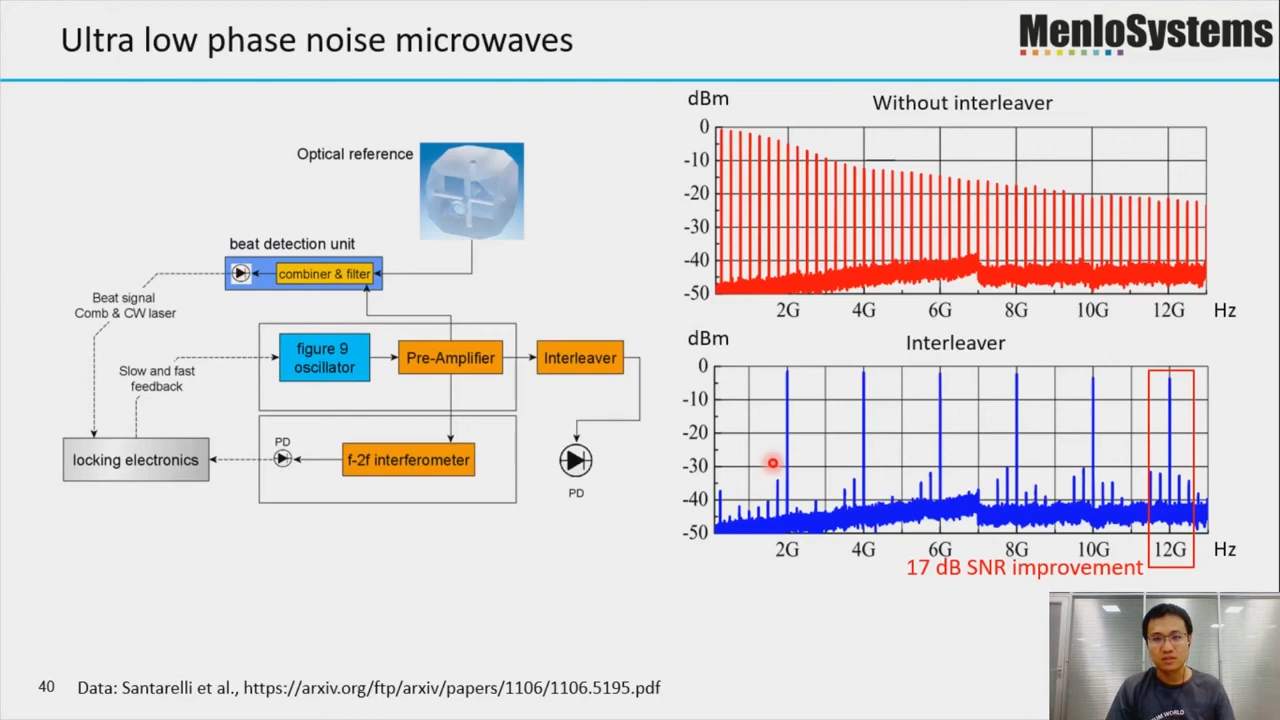 Ultra low phase noise microwaves
MenloSystems
Optical reference
beat detection unit
combiner & filter
Beat signal
Comb & CW laser
figure 9
oscillator
Pre-Amplifier
Interleaver
Slow and fast
feedback
locking electronics
PD
f-2f interferometer
PD
dBm
Without interleaver
0
-10
-20
-30
-40
-50
2G 4G 6G 8G 10G 12G Hz
dBm
Interleaver
0
-10
-20
-30
-40
-50
2G 4G 6G 8G 10G 12G Hz
17 dB SNR improvement
40 Data: Santarelli et al., https://arxiv.org/ftp/arxiv/papers/1106/1106.5195.pdf